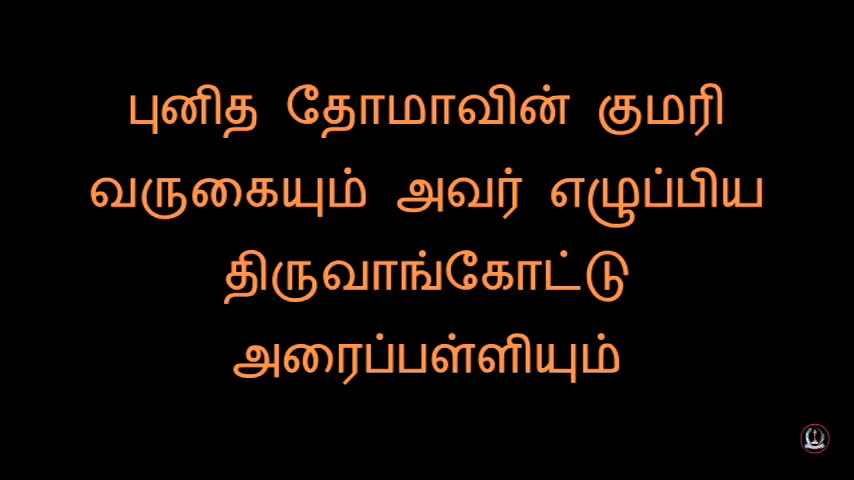 புனித தோமாவின் குமரி
வருகையும் அவர் எழுப்பிய
திருவாங்கோட்டு
அரைப்பள்ளியும்